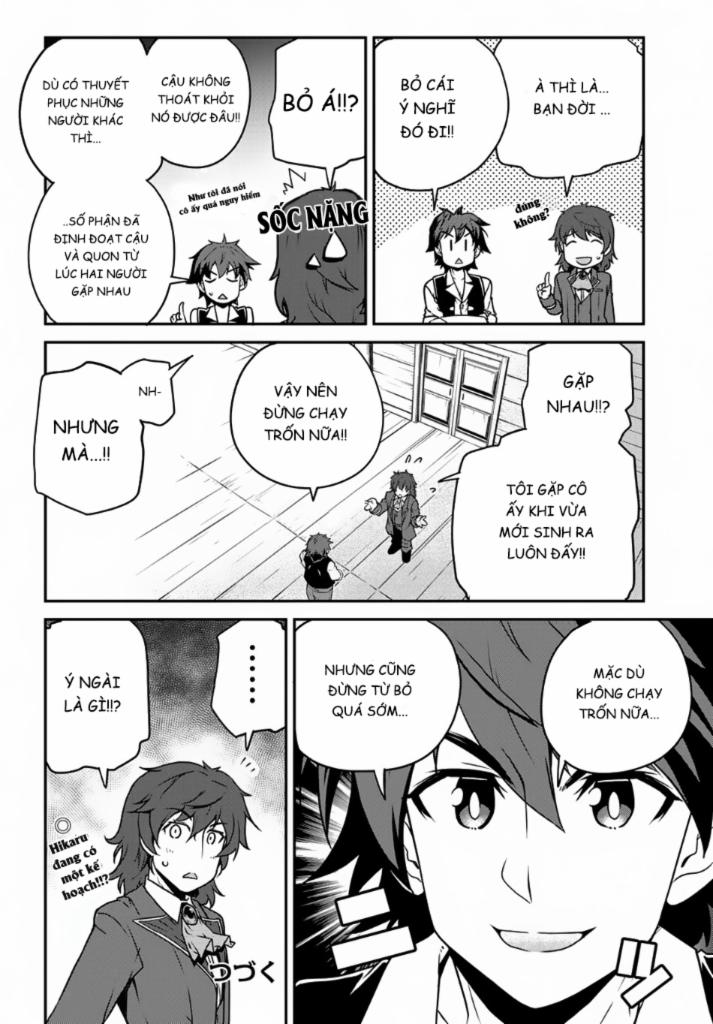 À THÌ LÀ...
BẠN ĐỜI ...
đúng
không?
BỎ CÁI
Ý NGHĨ
ĐÓ ĐI!!
BỎ Á!!?
SỐC NẶNG
CẬU KHÔNG
THOÁT KHỎI
NÓ ĐƯỢC ĐÂU!!
DÙ CÓ THUYẾT
PHỤC NHỮNG
NGƯỜI KHÁC
THÌ...
Như tôi đã nói
cô ấy quá nguy hiểm
..SỐ PHẬN ĐÃ
ĐỊNH ĐOẠT CẬU
VÀ QUON TỪ
LÚC HAI NGƯỜI
GẶP NHAU
GẶP
NHAU!!?
TÔI GẶP CÔ
ẤY KHI VỪA
MỚI SINH RA
LUÔN ĐẤY!!
VẬY NÊN
ĐỪNG CHẠY
TRỐN NỮA!!
NH-
NHƯNG
MÀ...!!
MẶC DÙ
KHÔNG CHẠY
TRỐN NỮA...
NHƯNG CŨNG
ĐỪNG TỪ BỎ
QUÁ SỚM...
Ý NGÀI
LÀ GÌ!!?
Hikaru
đang có
một kế
hoạch!!?
つづく